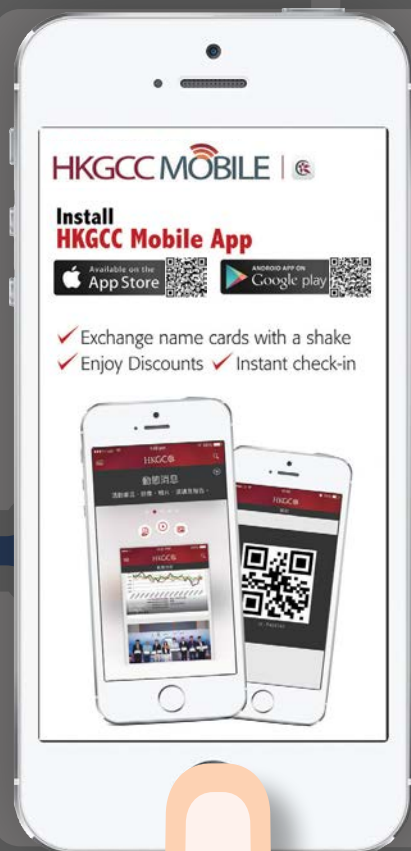 HKGCC MOBILE
Install
HKGCC Mobile App
Available on the
App Store
ANDROID APP ON
Google play
✓ Exchange name cards with a shake
✓ Enjoy Discounts ✓ Instant check-in
HKGCC
動態消息
HKGCC
HKGCC